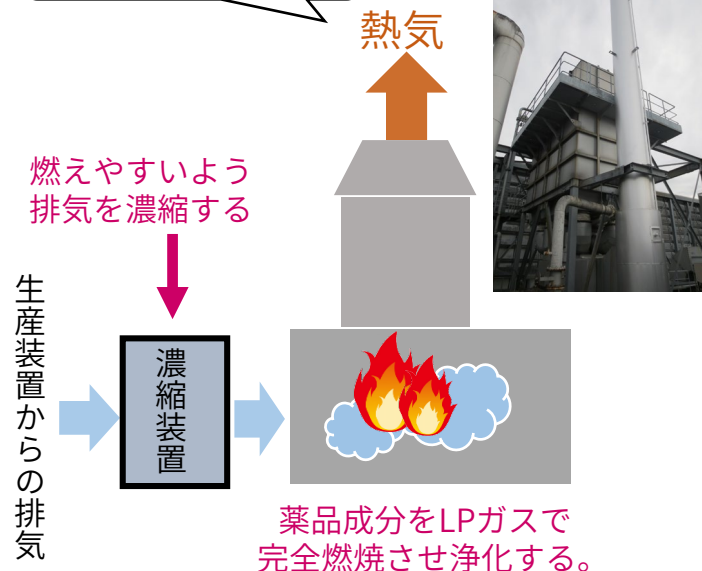 熱気
燃えやすいよう
排気を濃縮する
生産装置からの排気
濃縮装置
薬品成分をLPガスで
完全燃焼させ浄化する。